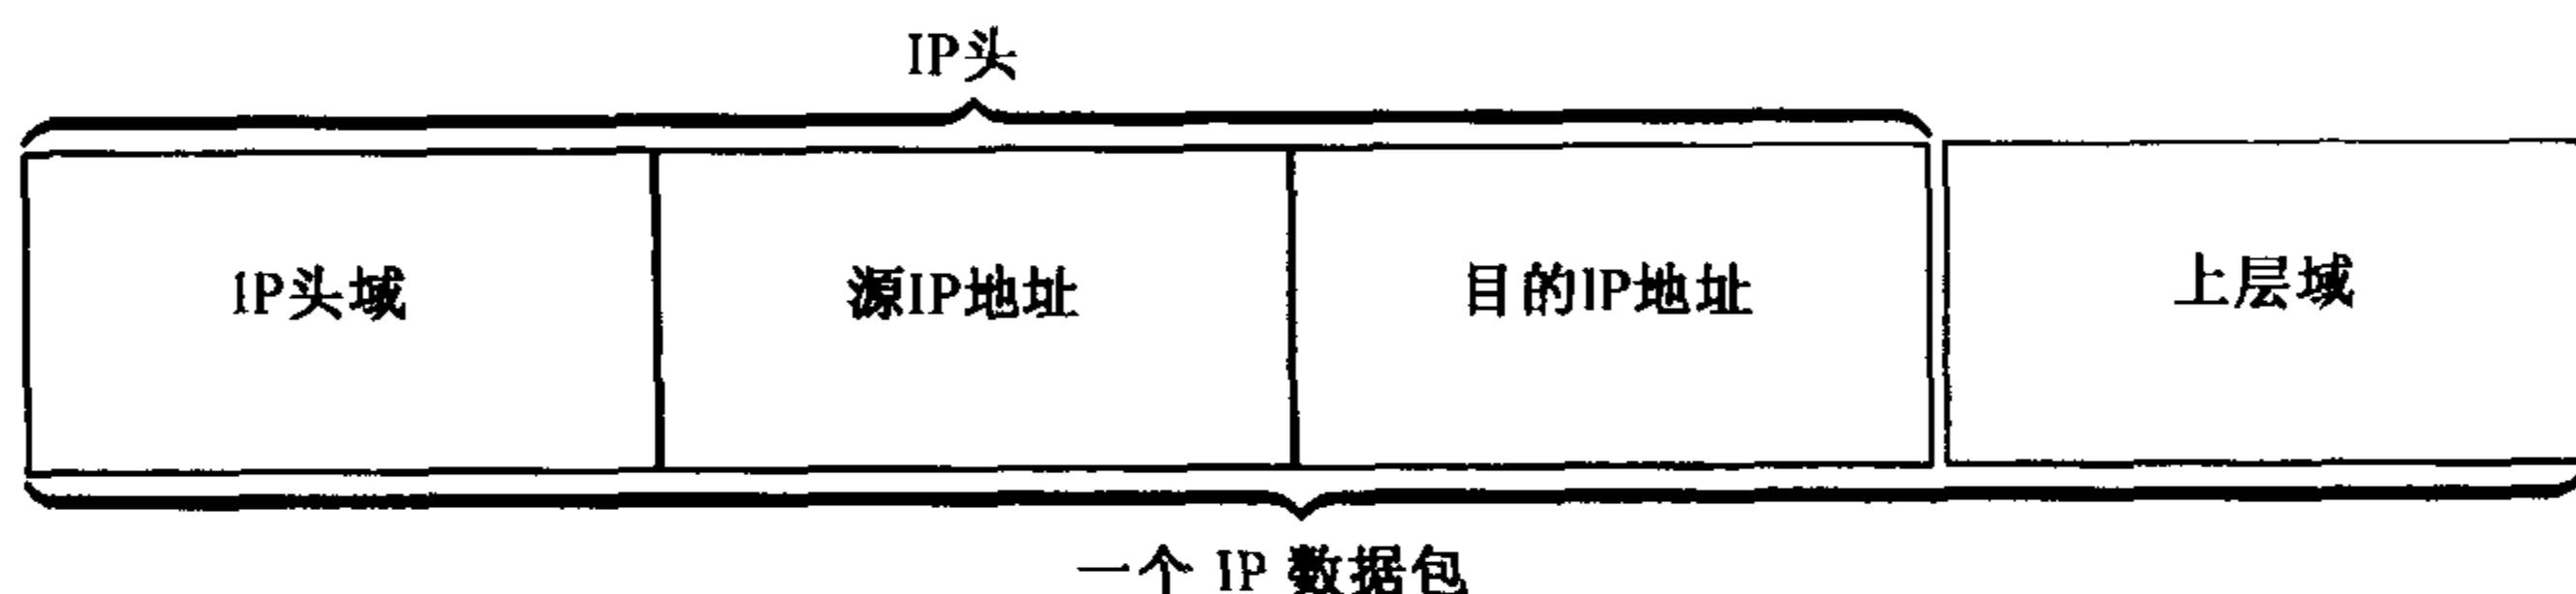 IP头
IP头域
源IP地址
目的IP地址
上层域
一个 IP 数据包